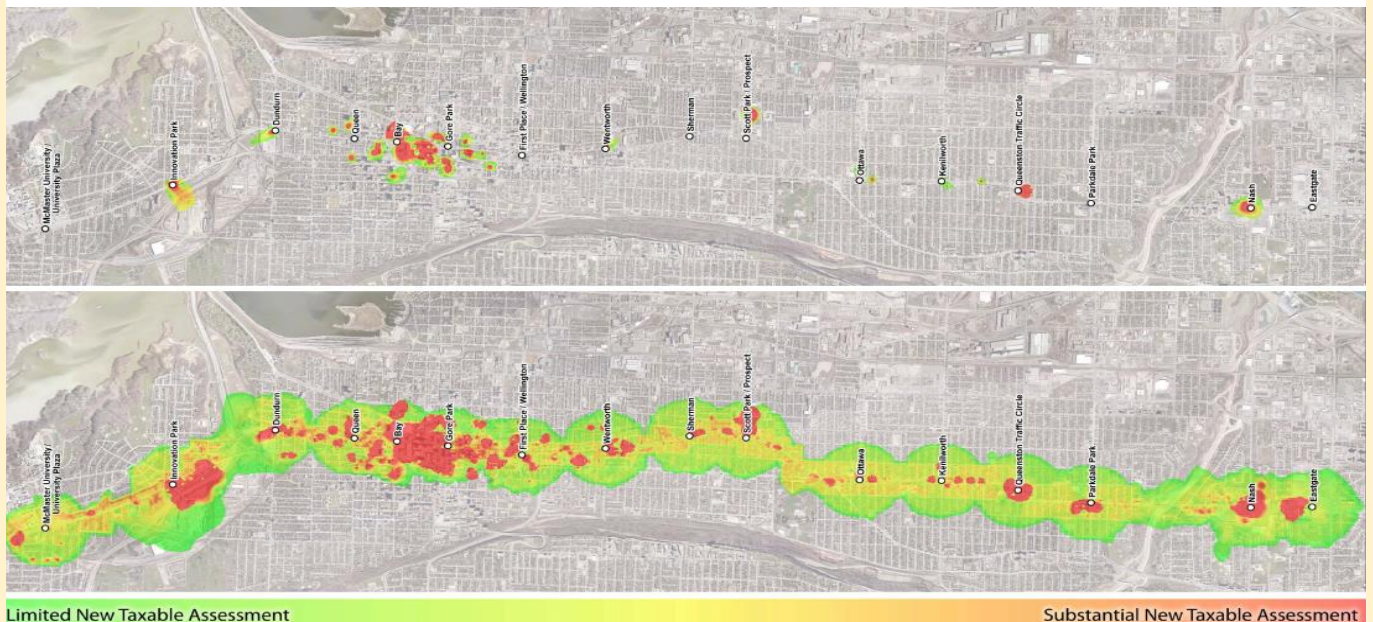 McMaster University /
University Plaza
Innovation Park
Dundurn
Queen
Bay
Gore Park
First Place / Wellington
Wentworth
Sherman
Scott Park / Prospect
Ottawa
Kenilworth
Queenston Traffic Circle
Parkdale Park
Nash
Eastgate
McMaster University /
University Plaza
Innovation Park
Dundurn
Queen
Bay
Gore Park
First Place / Wellington
Wentworth
Sherman
Scott Park / Prospect
Ottawa
Kenilworth
Queenston Traffic Circle
Parkdale Park
Nash
Eastgate
Limited New Taxable Assessment
Substantial New Taxable Assessment